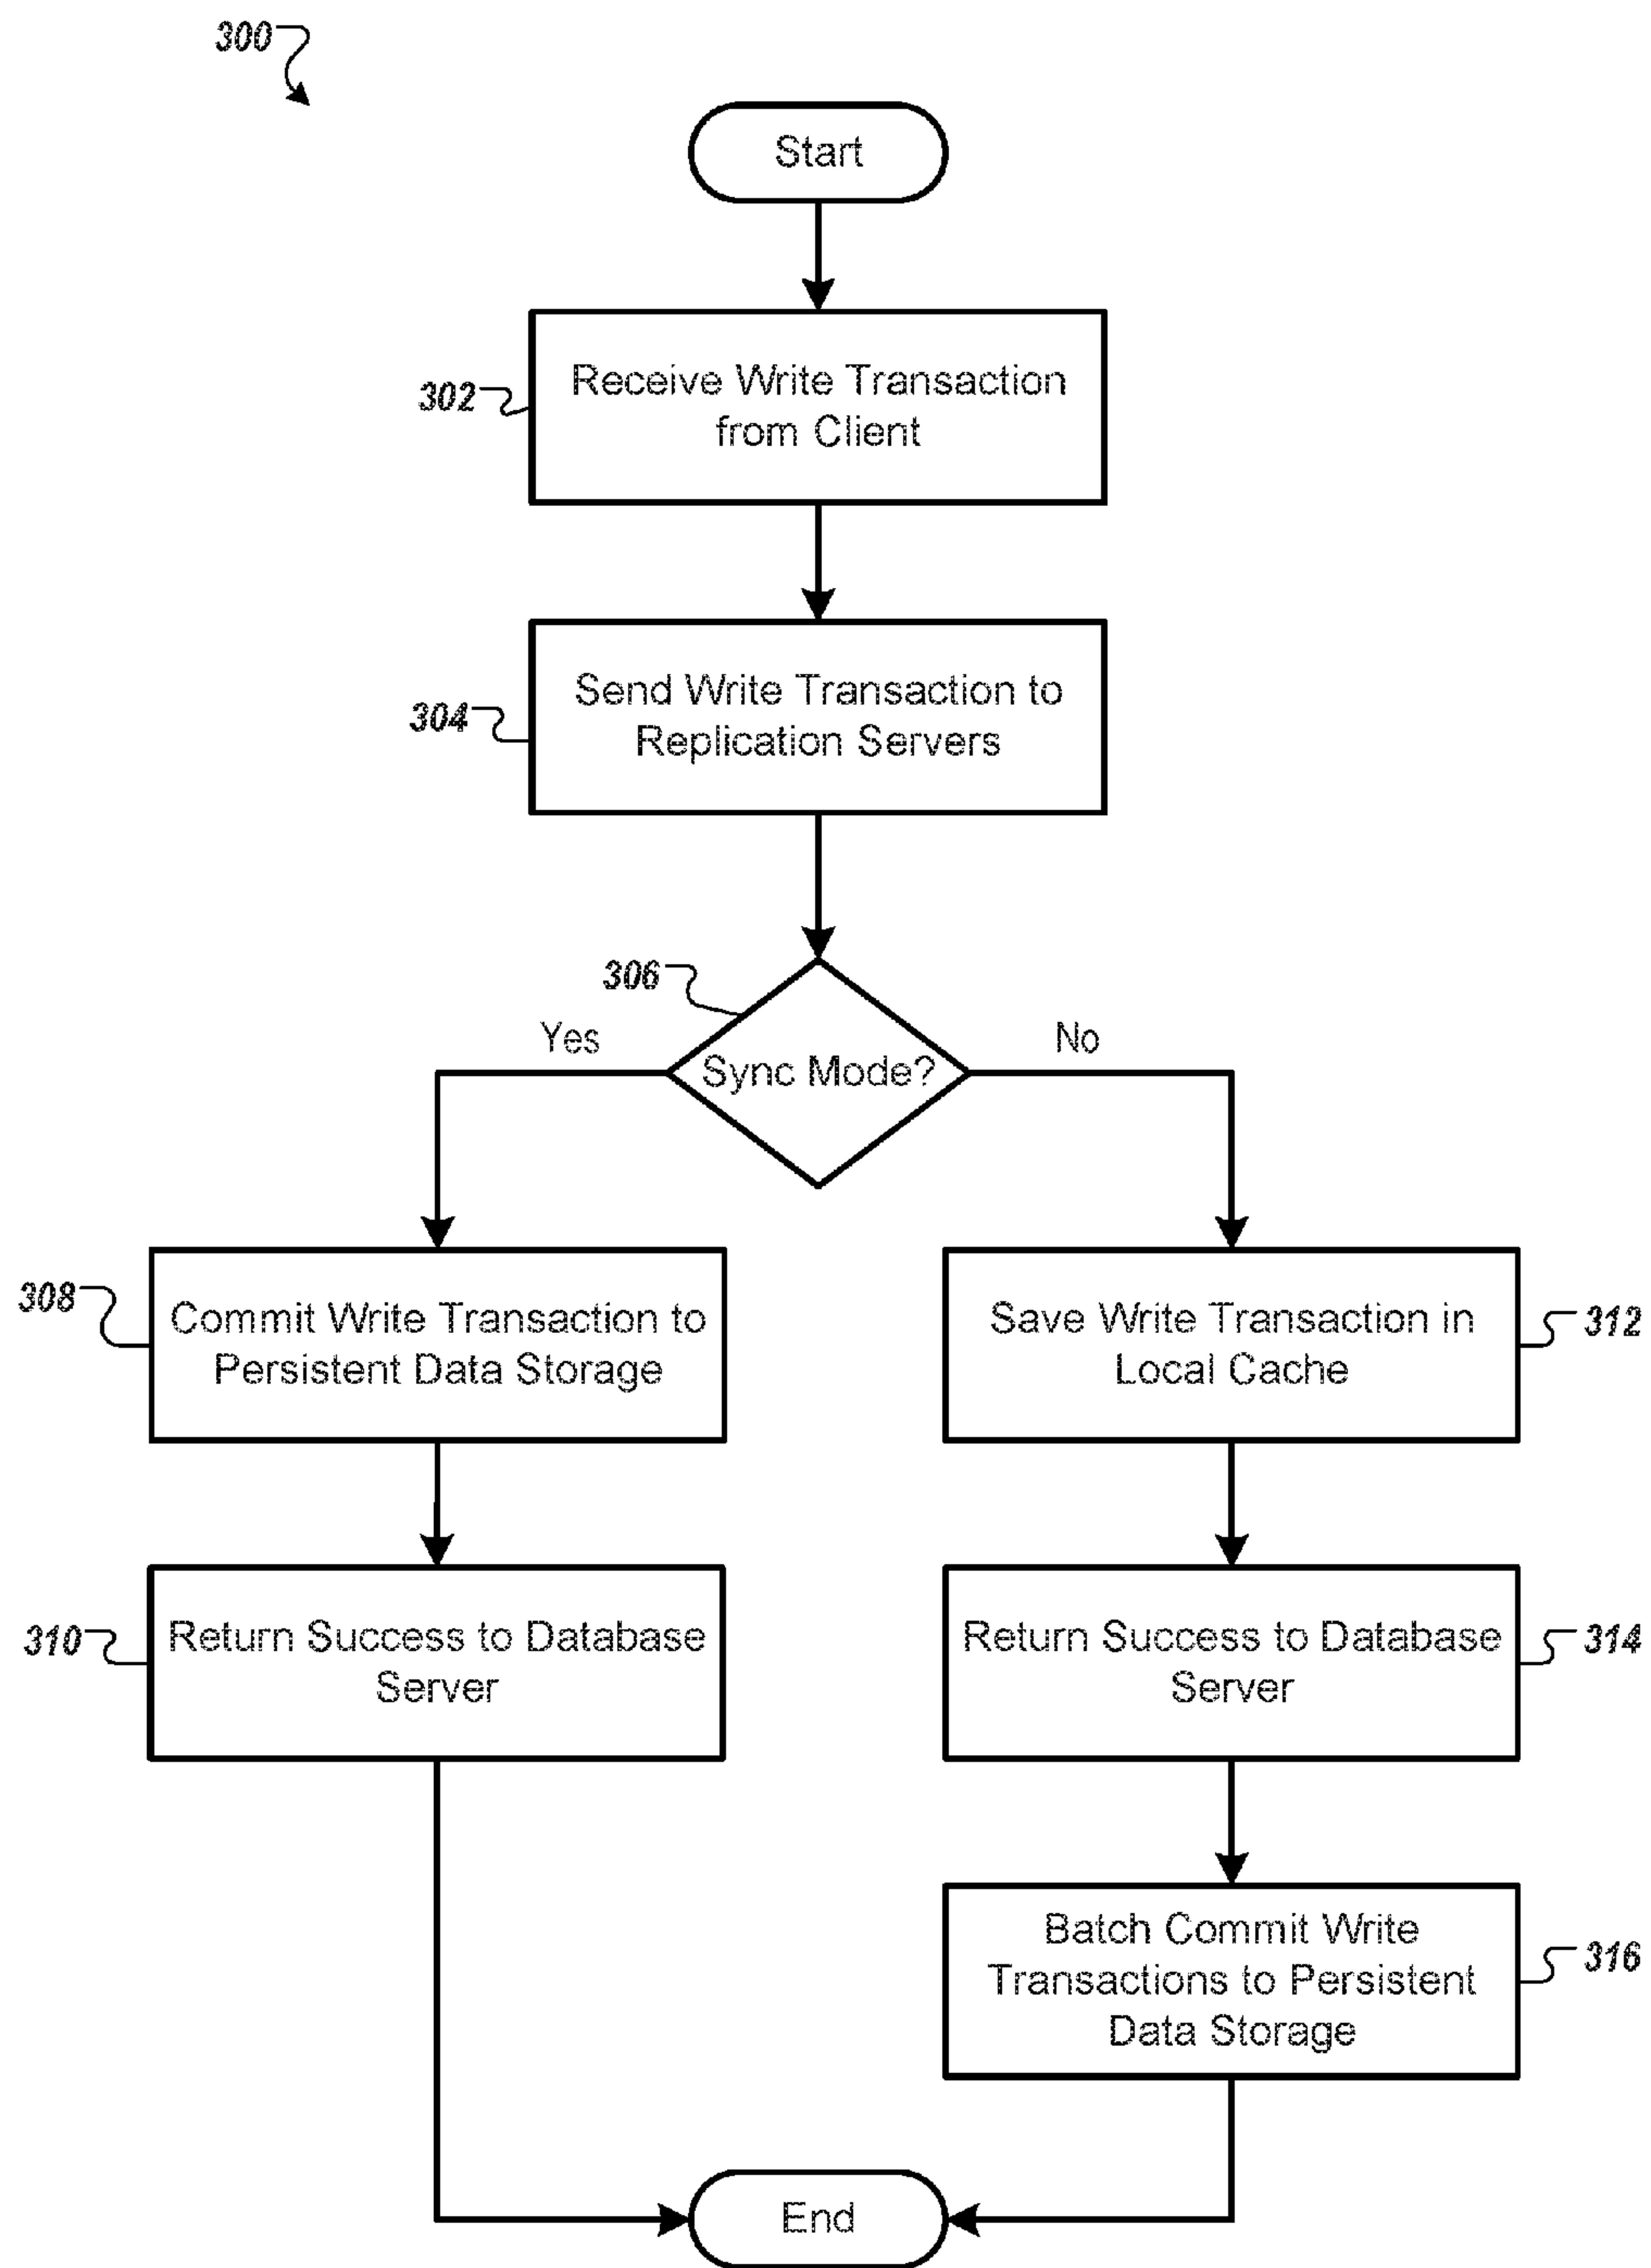 300
Start
302
Receive Write Transaction
from Client
304
Send Write Transaction to
Replication Servers
306
Yes
Sync Mode?
No
308
Commit Write Transaction to
Persistent Data Storage
Save Write Transaction in
Local Cache
312
310
Return Success to Database
Server
Return Success to Database
Server
314
Batch Commit Write
Transactions to Persistent
Data Storage
316
End